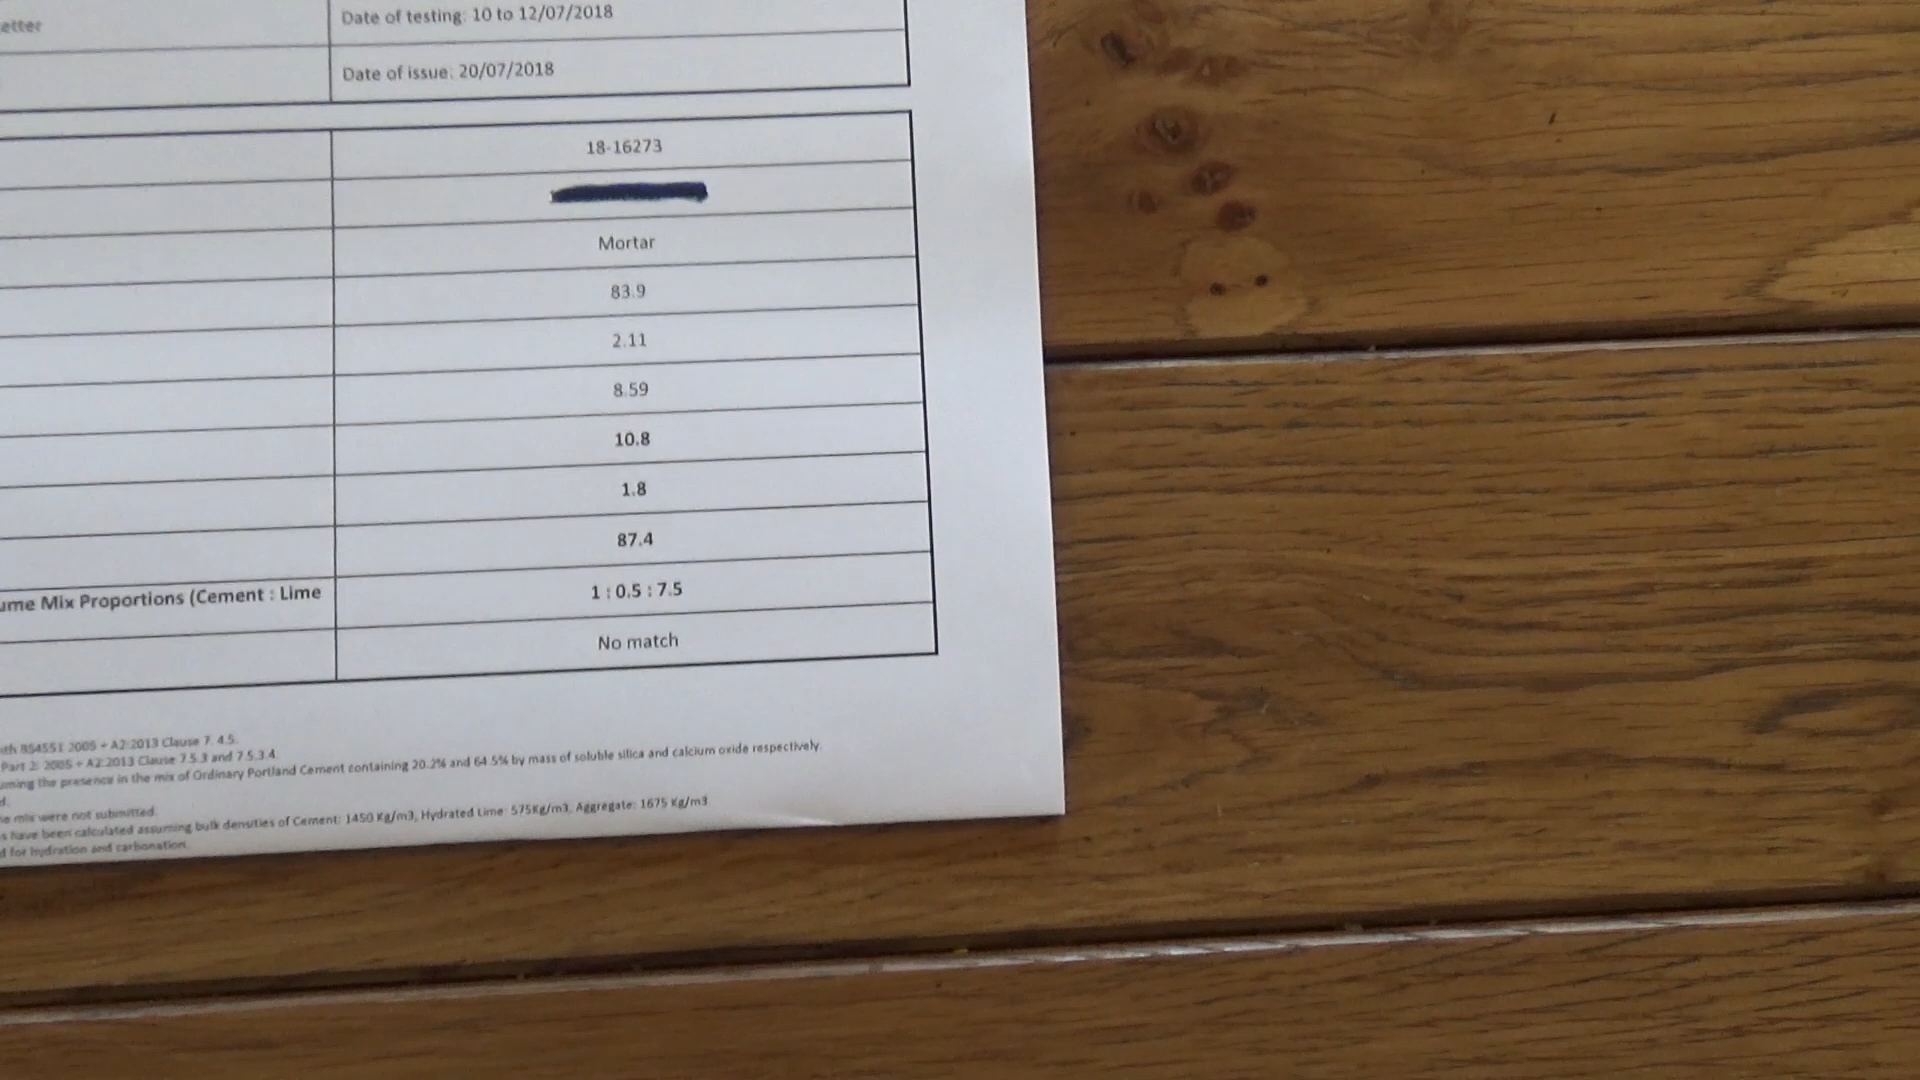 etter
Date of testing: 10 to 12/07/2018
Date of issue: 20/07/2018
18-16273
Mortar
83.9
2.11
8.59
10.8
1.8
87.4
ume Mix Proportions (Cement : Lime
1 : 0.5 : 7.5
No match
ith BS4551 2005 + A2:2013 Clause 7. 4.5.
Part 2: 2005 + A2:2013 Clause 7.5.3 and 7.5.3.4
uming the presence in the mix of Ordinary Portland Cement containing 20.2% and 64.5% by mass of soluble silica and calcium oxide respectively.
d.
he mix were not submitted.
s have been calculated assuming bulk densities of Cement: 1450 Kg/m3, Hydrated Lime: 575Kg/m3, Aggregate: 1675 Kg/m3
d for hydration and carbonation.